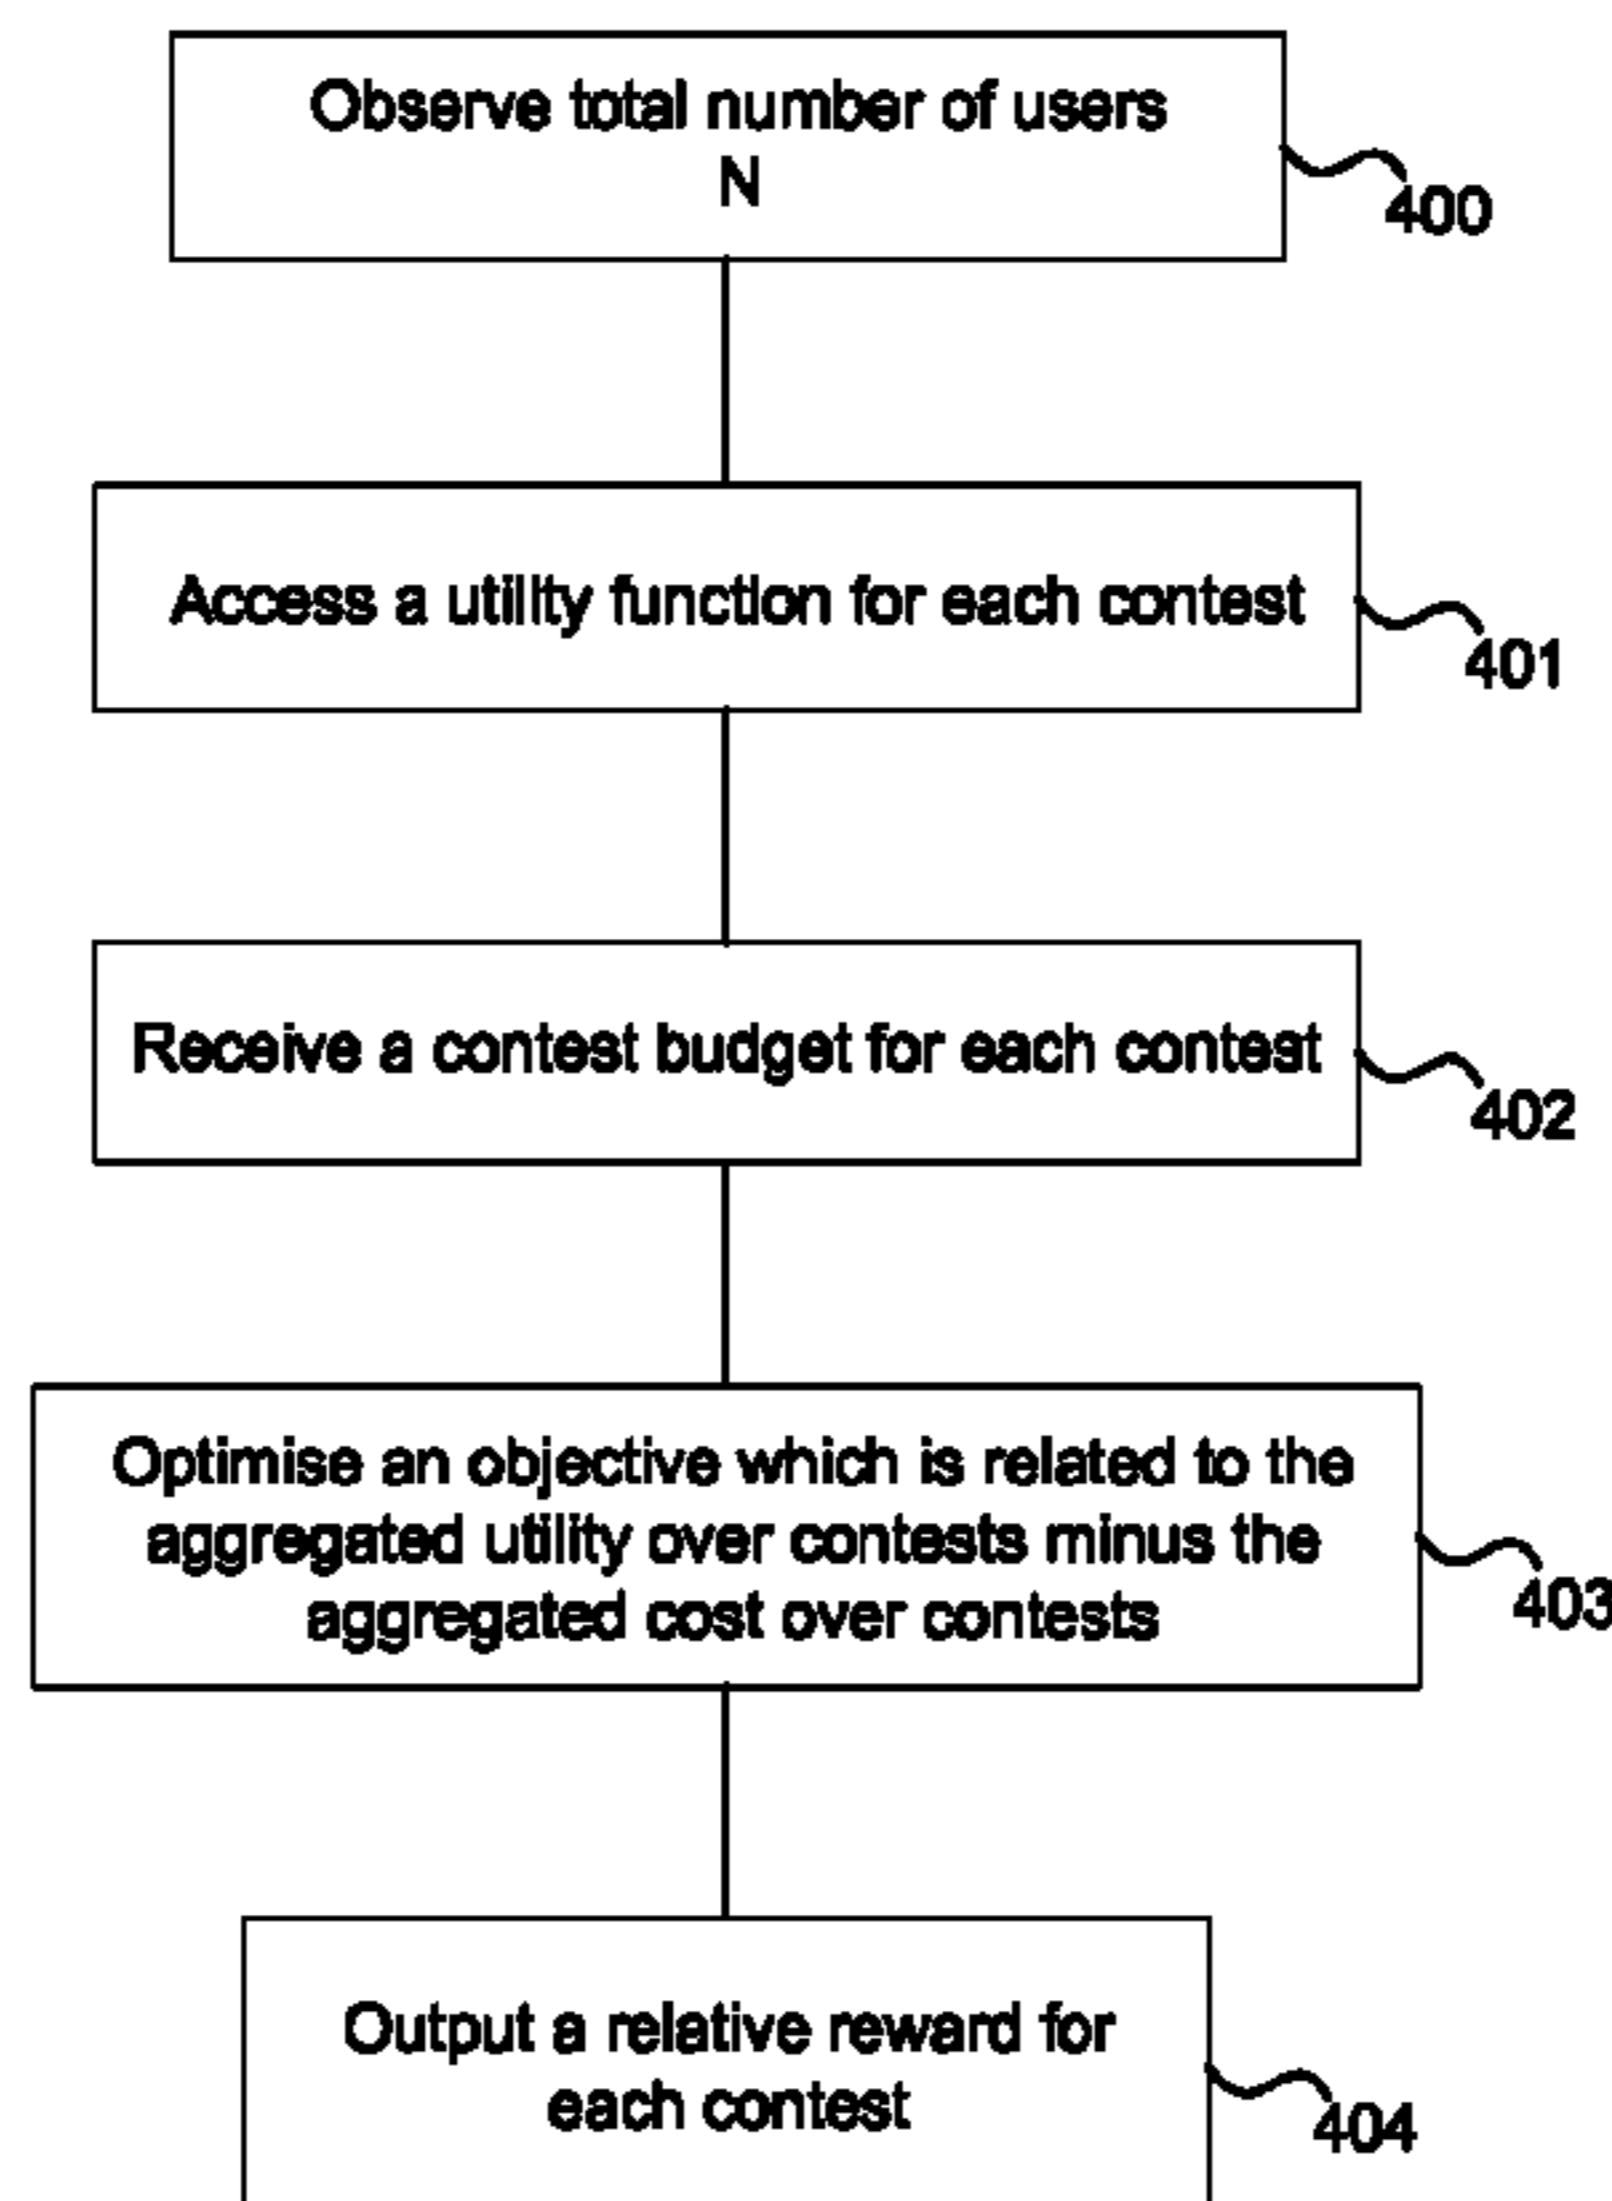 Observe total number of users
N
400
Access a utility function for each contest
401
Receive a contest budget for each contest
402
Optimise an objective which is related to the
aggregated utility over contests minus the
aggregated cost over contests
403
Output a relative reward for
each contest
404